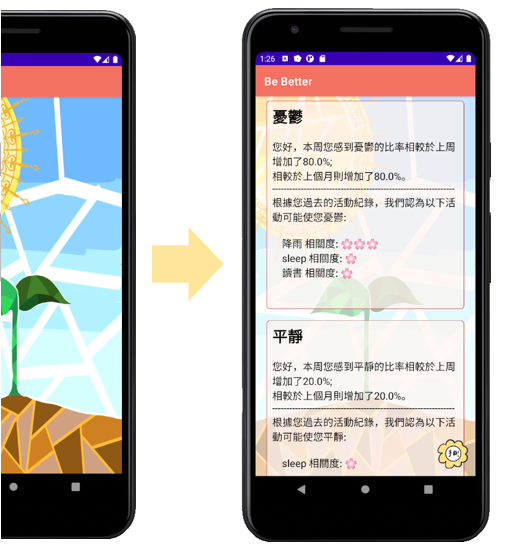 1:26
Be Better
憂鬱
您好，本周您感到憂鬱的比率相較於上周
增加了80.0%;
相較於上個月則增加了80.0%。
根據您過去的活動紀錄，我們認為以下活
動可能使您憂鬱:
降雨 相關度:
sleep 相關度:
讀書 相關度:
平靜
您好，本周您感到平靜的比率相較於上周
增加了20.0%;
相較於上個月則增加了20.0%。
根據您過去的活動紀錄，我們認為以下活
動可能使您平靜:
sleep 相關度: